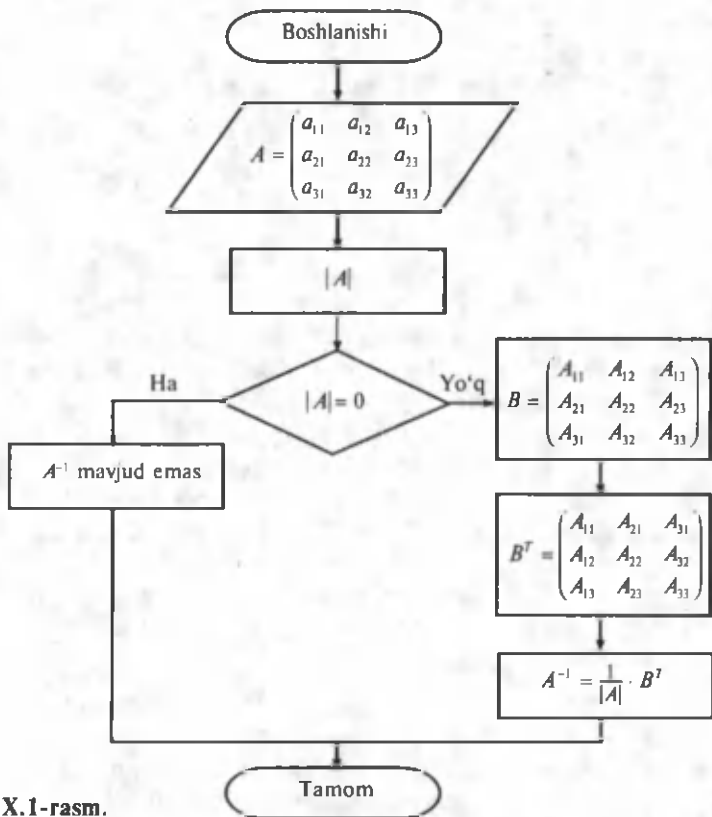 Boshlanishi
A = (a₁₁ a₁₂ a₁₃
a₂₁ a₂₂ a₂₃
a₃₁ a₃₂ a₃₃)
|A|
|A| = 0
Ha
Yo‘q
A⁻¹ mavjud emas
B = (A₁₁ A₁₂ A₁₃
A₂₁ A₂₂ A₂₃
A₃₁ A₃₂ A₃₃)
Bᵀ = (A₁₁ A₂₁ A₃₁
A₁₂ A₂₂ A₃₂
A₁₃ A₂₃ A₃₃)
A⁻¹ = 1/|A| · Bᵀ
Tamom
X.1-rasm.